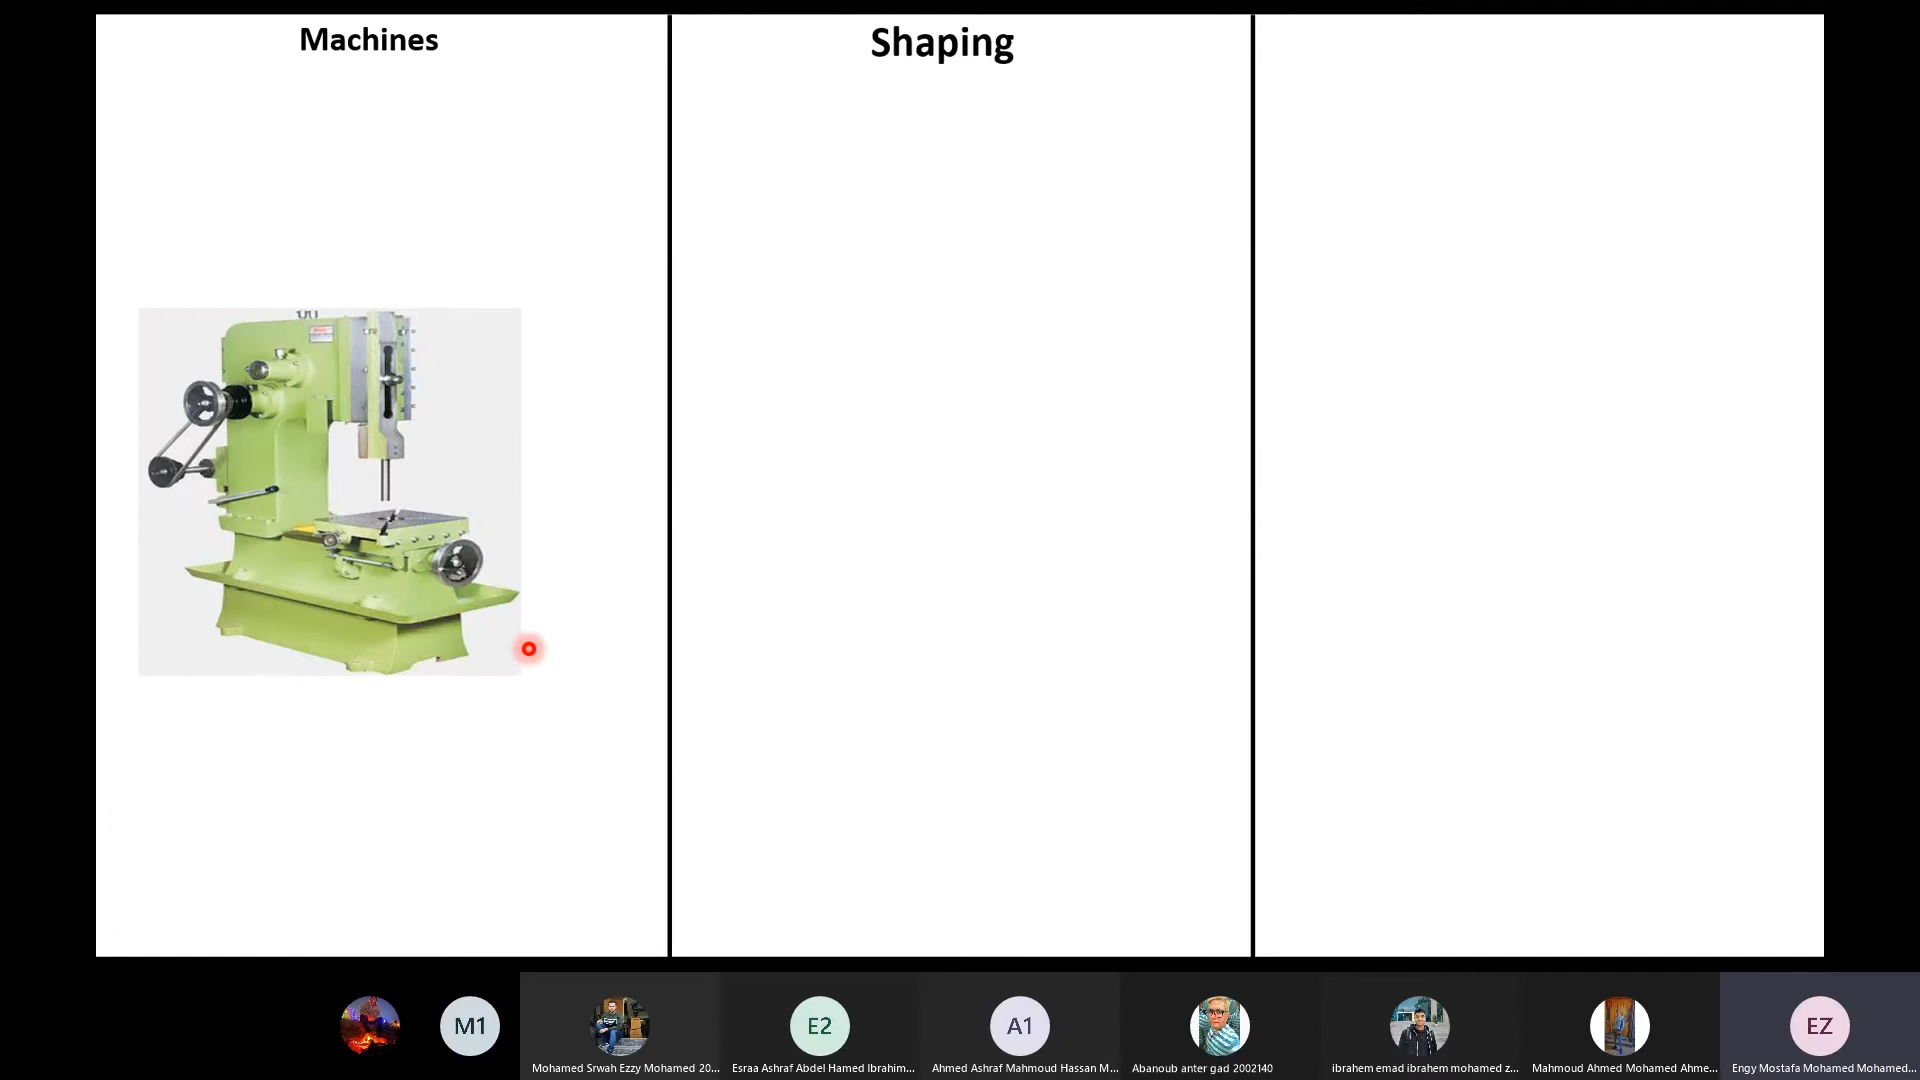 Machines
Shaping
M1
E2
A1
EZ
Mohamed Srwah Ezzy Mohamed 20...
Esraa Ashraf Abdel Hamed Ibrahim...
Ahmed Ashraf Mahmoud Hassan M...
Abanoub anter gad 2002140
ibrahem emad ibrahem mohamed z...
Mahmoud Ahmed Mohamed Ahme...
Engy Mostafa Mohamed Mohamed...